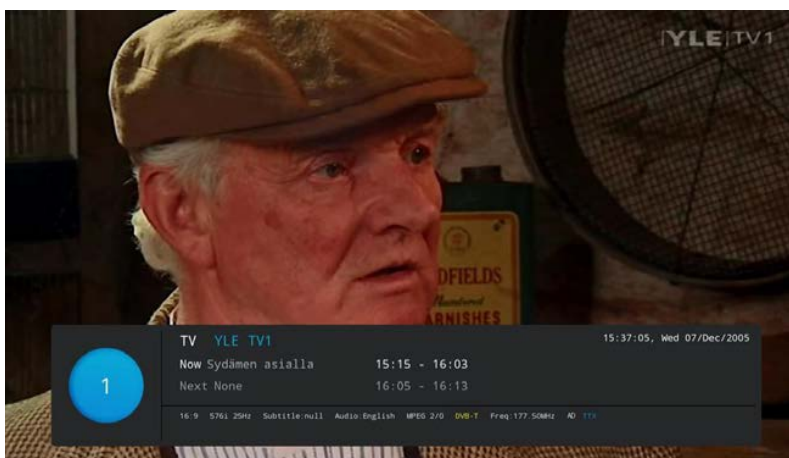 YLE TV1
DFIELDS
ARNISHES
TV YLE TV1 15:37:05, Wed 07/Dec/2005
Now Sydämen asialla 15:15 - 16:03
Next None 16:05 - 16:13
1
16:9 576i 25Hz Subtitle:null Audio:English MPEG 2/0 DVB-T Freq:177.50MHz AD TTX